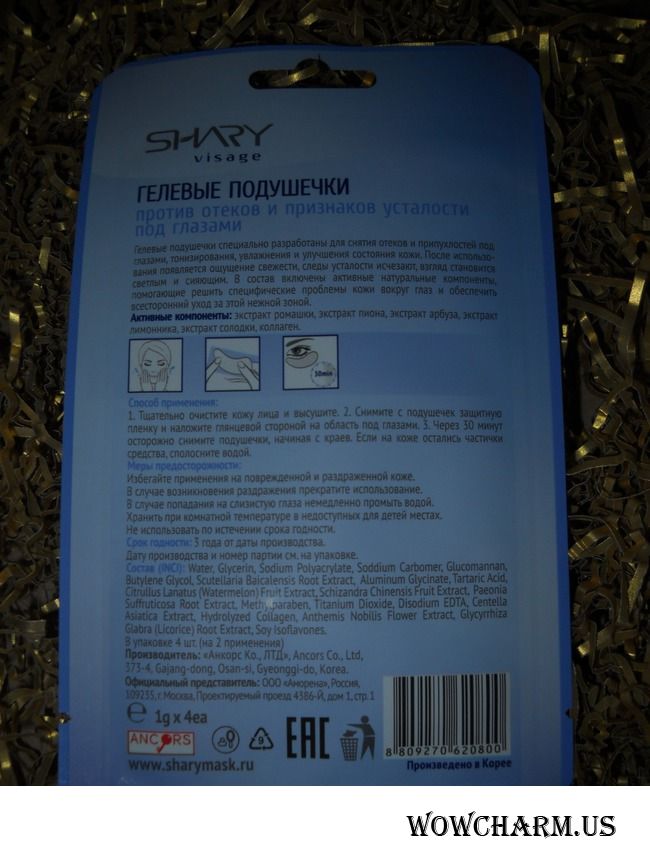 SHARY
visage
ГЕЛЕВЫЕ ПОДУШЕЧКИ
против отеков и признаков усталости
под глазами
Гелевые подушечки специально разработаны для снятия отеков и припухлостей под
глазами, тонизирования, увлажнения и улучшения состояния кожи. После использо-
вания появляется ощущение свежести, следы усталости исчезают, взгляд становится
светлым и сияющим. В состав включены активные натуральные компоненты,
помогающие решить специфические проблемы кожи вокруг глаз и обеспечить
всесторонний уход за этой нежной зоной.
Активные компоненты: экстракт ромашки, экстракт пиона, экстракт арбуза, экстракт
лимонника, экстракт солодки, коллаген.
30min
Способ применения:
1. Тщательно очистите кожу лица и высушите. 2. Снимите с подушечек защитную
пленку и наложите глянцевой стороной на область под глазами. 3. Через 30 минут
осторожно снимите подушечки, начиная с краев. Если на коже остались частички
средства, сполосните водой.
Меры предосторожности:
Избегайте применения на поврежденной и раздраженной коже.
В случае возникновения раздражения прекратите использование.
В случае попадания на слизистую глаза немедленно промыть водой.
Хранить при комнатной температуре в недоступных для детей местах.
Не использовать по истечении срока годности.
Срок годности: 3 года от даты производства.
Дату производства и номер партии см. на упаковке.
Состав (INCI): Water, Glycerin, Sodium Polyacrylate, Soddium Carbomer, Glucomannan,
Butylene Glycol, Scutellaria Baicalensis Root Extract, Aluminum Glycinate, Tartaric Acid,
Citrullus Lanatus (Watermelon) Fruit Extract, Schizandra Chinensis Fruit Extract, Paeonia
Suffruticosa Root Extract, Methylparaben, Titanium Dioxide, Disodium EDTA, Centella
Asiatica Extract, Hydrolyzed Collagen, Anthemis Nobilis Flower Extract, Glycyrrhiza
Glabra (Licorice) Root Extract, Soy Isoflavones.
В упаковке 4 шт. (на 2 применения)
Производитель: «Анкорс Ко., ЛТД», Ancors Co., Ltd,
373-4, Gajang-dong, Osan-si, Gyeonggi-do, Korea.
Официальный представитель: ООО «Аморена», Россия,
109235, г. Москва, Проектируемый проезд 4386-Й, дом 1, стр. 1
℮ 1g x 4ea
ANCORS
9
EAC
8 809270 620800
www.sharymask.ru
Произведено в Корее
WOWCHARM.US